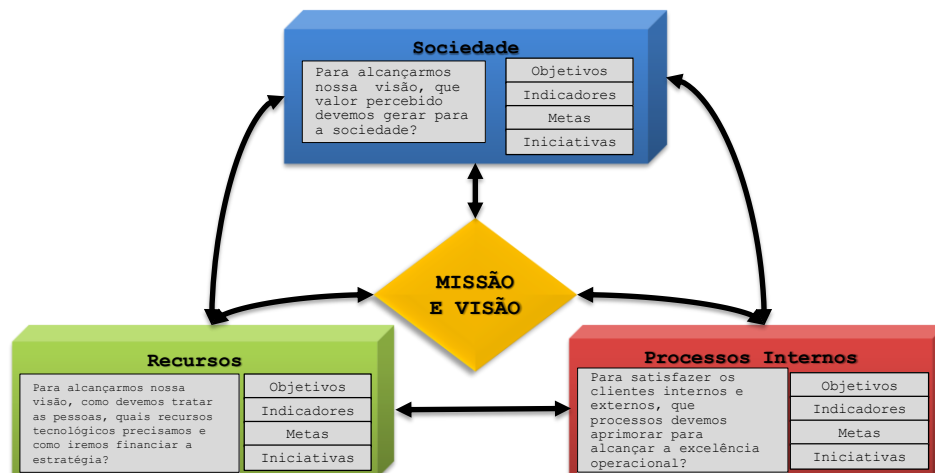 Sociedade
Para alcançarmos
nossa visão, que
valor percebido
devemos gerar para
a sociedade?
Objetivos
Indicadores
Metas
Iniciativas
MISSÃO
E VISÃO
Recursos
Para alcançarmos nossa
visão, como devemos tratar
as pessoas, quais recursos
tecnológicos precisamos e
como iremos financiar a
estratégia?
Objetivos
Indicadores
Metas
Iniciativas
Processos Internos
Para satisfazer os
clientes internos e
externos, que
processos devemos
aprimorar para
alcançar a excelência
operacional?
Objetivos
Indicadores
Metas
Iniciativas